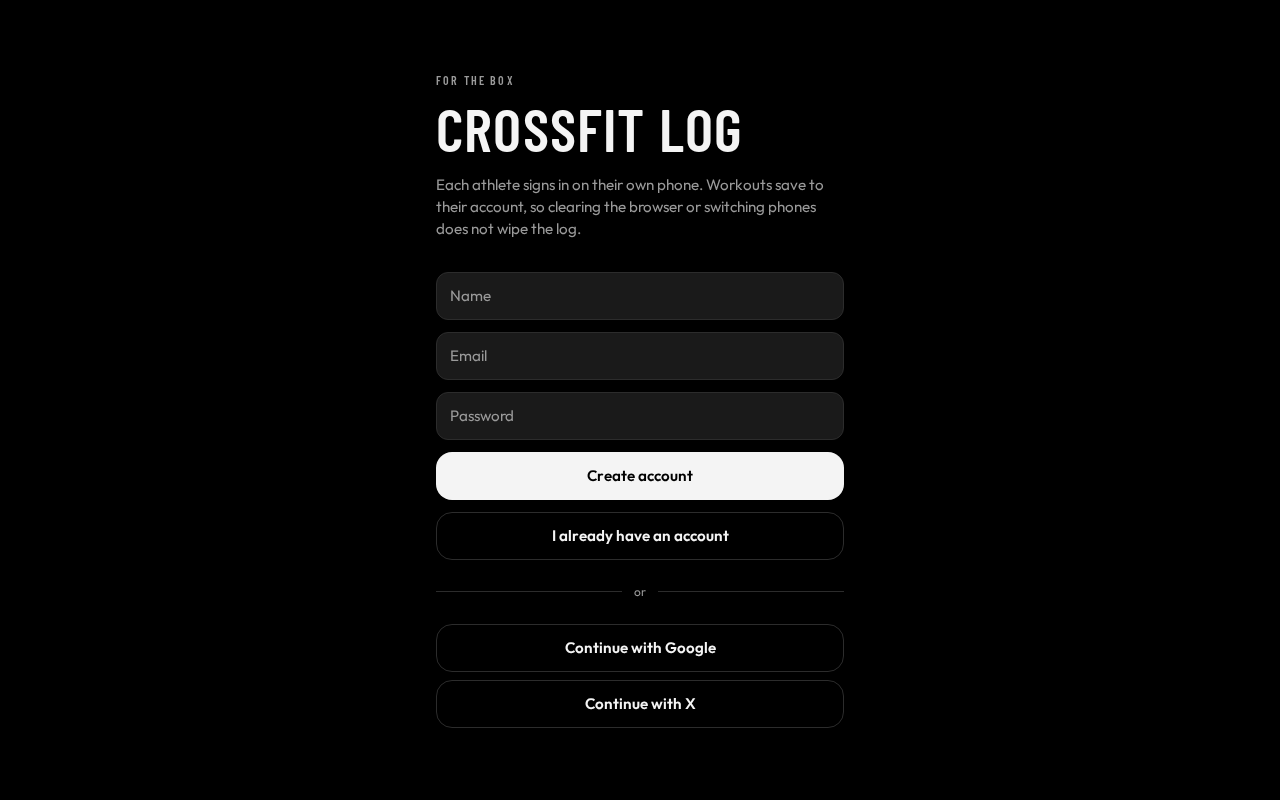 FOR THE BOX
CROSSFIT LOG
Each athlete signs in on their own phone. Workouts save to
their account, so clearing the browser or switching phones
does not wipe the log.
Name
Email
Password
Create account
I already have an account
or
Continue with Google
Continue with X